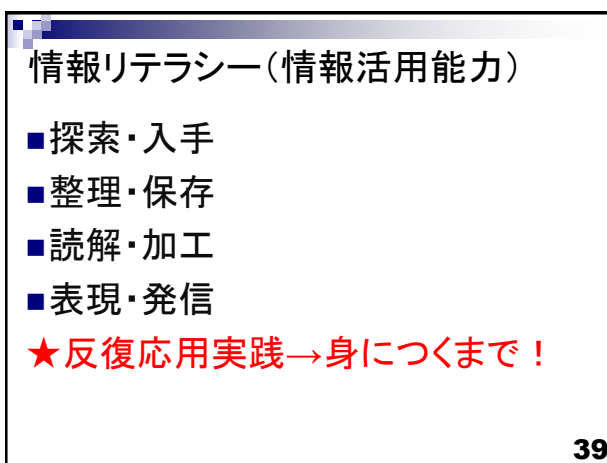 情報リテラシー（情報活用能力）
■探索・入手
■整理・保存
■読解・加工
■表現・発信
★反復応用実践→身につくまで！
39